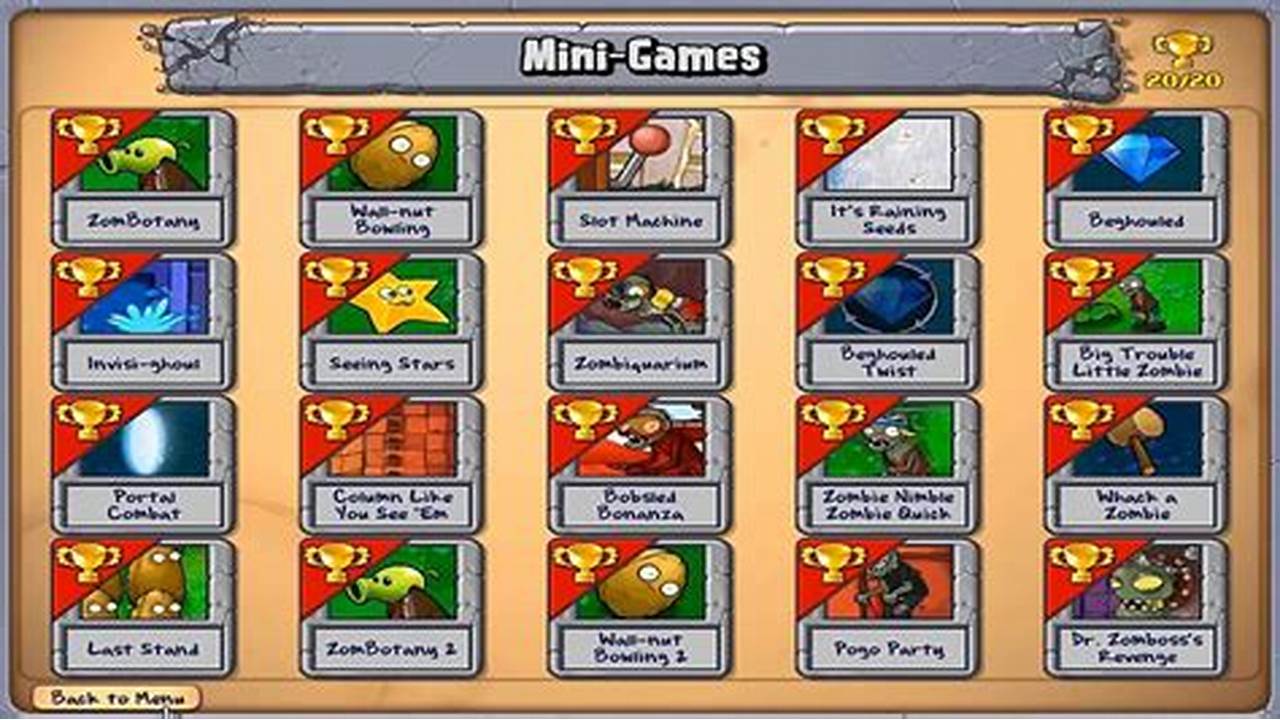 Mini-Games
20/20
ZomBotany
Wall-nut
Bowling
Slot Machine
It's Raining
Seeds
Beghouled
Invisi-ghoul
Seeing Stars
Zombiquarium
Beghouled
Twist
Big Trouble
Little Zombie
Portal
Combat
Column Like
You See 'Em
Bobsled
Bonanza
Zombie Nimble
Zombie Quick
Whack a
Zombie
Last Stand
ZomBotany 2
Wall-nut
Bowling 2
Pogo Party
Dr. Zomboss's
Revenge
Back to Menu